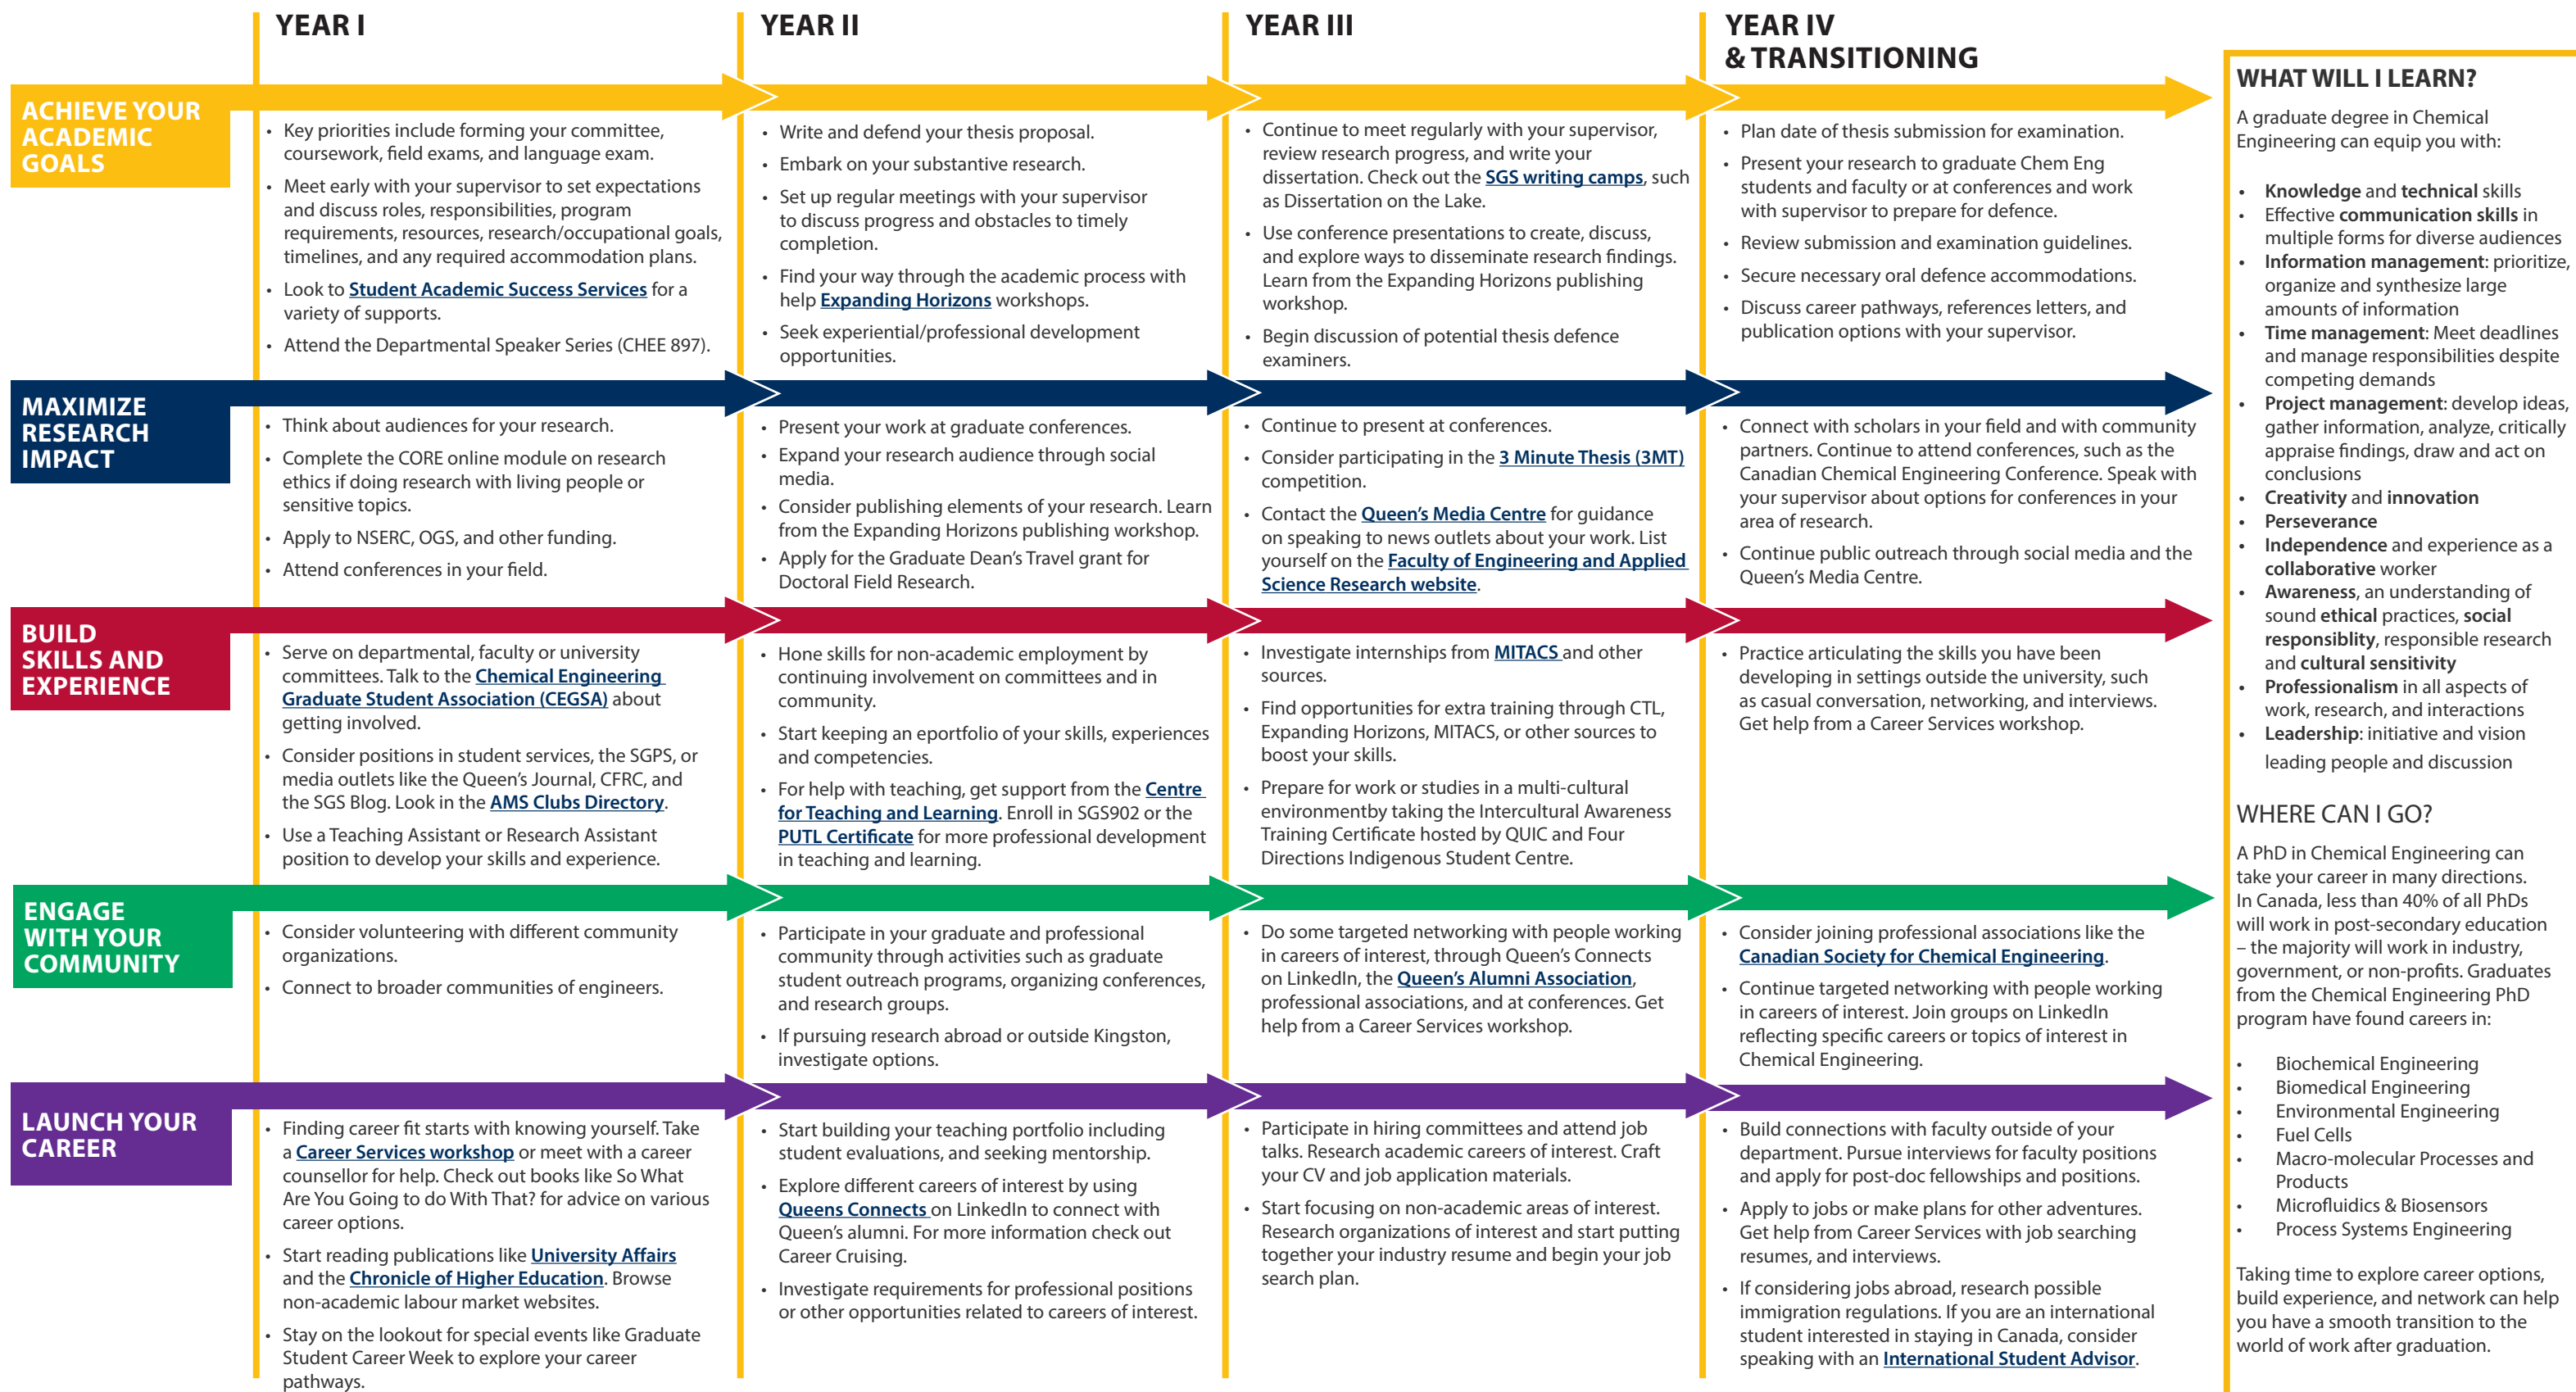 YEAR I
YEAR II
YEAR III
YEAR IV
& TRANSITIONING
ACHIEVE YOUR
ACADEMIC
GOALS
• Key priorities include forming your committee,
coursework, field exams, and language exam.
• Meet early with your supervisor to set expectations
and discuss roles, responsibilities, program
requirements, resources, research/occupational goals,
timelines, and any required accommodation plans.
• Look to Student Academic Success Services for a
variety of supports.
• Attend the Departmental Speaker Series (CHEE 897).
• Write and defend your thesis proposal.
• Embark on your substantive research.
• Set up regular meetings with your supervisor
to discuss progress and obstacles to timely
completion.
• Find your way through the academic process with
help Expanding Horizons workshops.
• Seek experiential/professional development
opportunities.
• Continue to meet regularly with your supervisor,
review research progress, and write your
dissertation. Check out the SGS writing camps, such
as Dissertation on the Lake.
• Use conference presentations to create, discuss,
and explore ways to disseminate research findings.
Learn from the Expanding Horizons publishing
workshop.
• Begin discussion of potential thesis defence
examiners.
• Plan date of thesis submission for examination.
• Present your research to graduate Chem Eng
students and faculty or at conferences and work
with supervisor to prepare for defence.
• Review submission and examination guidelines.
• Secure necessary oral defence accommodations.
• Discuss career pathways, references letters, and
publication options with your supervisor.
MAXIMIZE
RESEARCH
IMPACT
• Think about audiences for your research.
• Complete the CORE online module on research
ethics if doing research with living people or
sensitive topics.
• Apply to NSERC, OGS, and other funding.
• Attend conferences in your field.
• Present your work at graduate conferences.
• Expand your research audience through social
media.
• Consider publishing elements of your research. Learn
from the Expanding Horizons publishing workshop.
• Apply for the Graduate Dean's Travel grant for
Doctoral Field Research.
• Continue to present at conferences.
• Consider participating in the 3 Minute Thesis (3MT)
competition.
• Contact the Queen's Media Centre for guidance
on speaking to news outlets about your work. List
yourself on the Faculty of Engineering and Applied
Science Research website.
• Connect with scholars in your field and with community
partners. Continue to attend conferences, such as the
Canadian Chemical Engineering Conference. Speak with
your supervisor about options for conferences in your
area of research.
• Continue public outreach through social media and the
Queen's Media Centre.
BUILD
SKILLS AND
EXPERIENCE
• Serve on departmental, faculty or university
committees. Talk to the Chemical Engineering
Graduate Student Association (CEGSA) about
getting involved.
• Consider positions in student services, the SGPS, or
media outlets like the Queen's Journal, CFRC, and
the SGS Blog. Look in the AMS Clubs Directory.
• Use a Teaching Assistant or Research Assistant
position to develop your skills and experience.
• Hone skills for non-academic employment by
continuing involvement on committees and in
community.
• Start keeping an eportfolio of your skills, experiences
and competencies.
• For help with teaching, get support from the Centre
for Teaching and Learning. Enroll in SGS902 or the
PUTL Certificate for more professional development
in teaching and learning.
• Investigate internships from MITACS and other
sources.
• Find opportunities for extra training through CTL,
Expanding Horizons, MITACS, or other sources to
boost your skills.
• Prepare for work or studies in a multi-cultural
environmentby taking the Intercultural Awareness
Training Certificate hosted by QUIC and Four
Directions Indigenous Student Centre.
• Practice articulating the skills you have been
developing in settings outside the university, such
as casual conversation, networking, and interviews.
Get help from a Career Services workshop.
ENGAGE
WITH YOUR
COMMUNITY
• Consider volunteering with different community
organizations.
• Connect to broader communities of engineers.
• Participate in your graduate and professional
community through activities such as graduate
student outreach programs, organizing conferences,
and research groups.
• If pursuing research abroad or outside Kingston,
investigate options.
• Do some targeted networking with people working
in careers of interest, through Queen's Connects
on LinkedIn, the Queen's Alumni Association,
professional associations, and at conferences. Get
help from a Career Services workshop.
• Consider joining professional associations like the
Canadian Society for Chemical Engineering.
• Continue targeted networking with people working
in careers of interest. Join groups on LinkedIn
reflecting specific careers or topics of interest in
Chemical Engineering.
LAUNCH YOUR
CAREER
• Finding career fit starts with knowing yourself. Take
a Career Services workshop or meet with a career
counsellor for help. Check out books like So What
Are You Going to do With That? for advice on various
career options.
• Start reading publications like University Affairs
and the Chronicle of Higher Education. Browse
non-academic labour market websites.
• Stay on the lookout for special events like Graduate
Student Career Week to explore your career
pathways.
• Start building your teaching portfolio including
student evaluations, and seeking mentorship.
• Explore different careers of interest by using
Queens Connects on LinkedIn to connect with
Queen's alumni. For more information check out
Career Cruising.
• Investigate requirements for professional positions
or other opportunities related to careers of interest.
• Participate in hiring committees and attend job
talks. Research academic careers of interest. Craft
your CV and job application materials.
• Start focusing on non-academic areas of interest.
Research organizations of interest and start putting
together your industry resume and begin your job
search plan.
• Build connections with faculty outside of your
department. Pursue interviews for faculty positions
and apply for post-doc fellowships and positions.
• Apply to jobs or make plans for other adventures.
Get help from Career Services with job searching
resumes, and interviews.
• If considering jobs abroad, research possible
immigration regulations. If you are an international
student interested in staying in Canada, consider
speaking with an International Student Advisor.
WHAT WILL I LEARN?
A graduate degree in Chemical
Engineering can equip you with:
• Knowledge and technical skills
• Effective communication skills in
multiple forms for diverse audiences
• Information management: prioritize,
organize and synthesize large
amounts of information
• Time management: Meet deadlines
and manage responsibilities despite
competing demands
• Project management: develop ideas,
gather information, analyze, critically
appraise findings, draw and act on
conclusions
• Creativity and innovation
• Perseverance
• Independence and experience as a
collaborative worker
• Awareness, an understanding of
sound ethical practices, social
responsiblity, responsible research
and cultural sensitivity
• Professionalism in all aspects of
work, research, and interactions
• Leadership: initiative and vision
leading people and discussion
WHERE CAN I GO?
A PhD in Chemical Engineering can
take your career in many directions.
In Canada, less than 40% of all PhDs
will work in post-secondary education
– the majority will work in industry,
government, or non-profits. Graduates
from the Chemical Engineering PhD
program have found careers in:
• Biochemical Engineering
• Biomedical Engineering
• Environmental Engineering
• Fuel Cells
• Macro-molecular Processes and
Products
• Microfluidics & Biosensors
• Process Systems Engineering
Taking time to explore career options,
build experience, and network can help
you have a smooth transition to the
world of work after graduation.